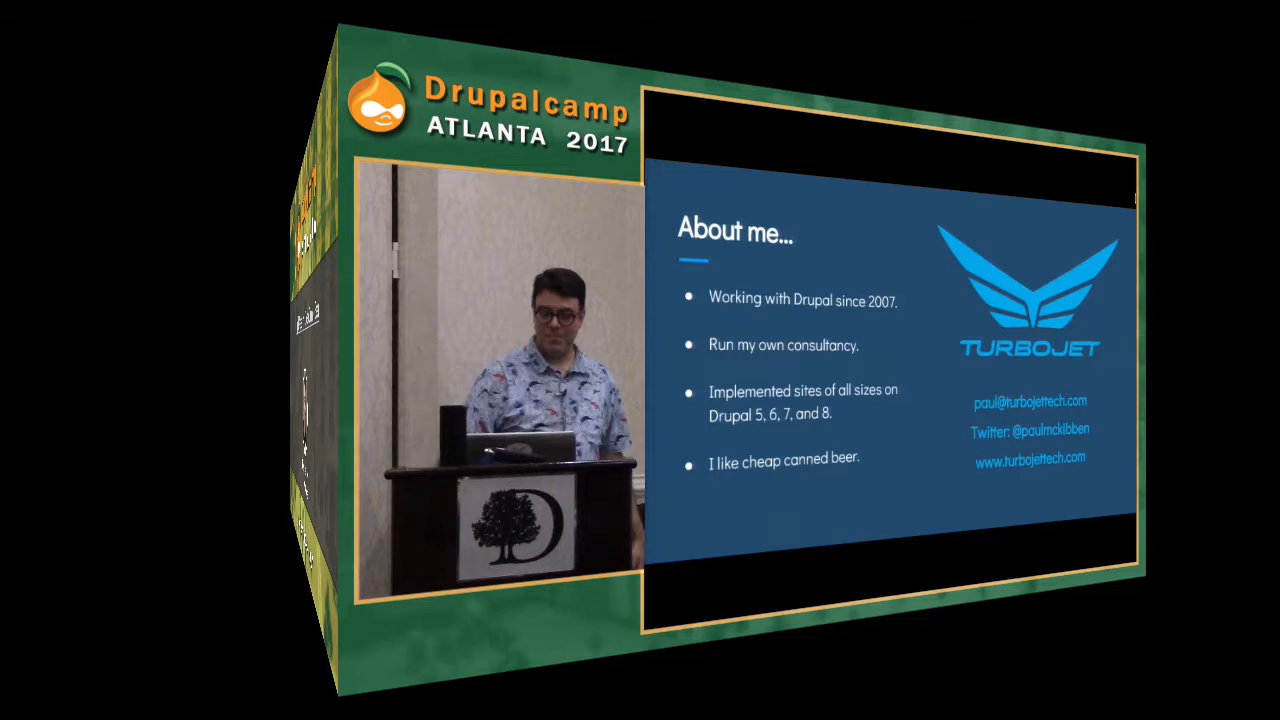 Drupalcamp
ATLANTA 2017
About me...
Working with Drupal since 2007.
Run my own consultancy.
Implemented sites of all sizes on
Drupal 5, 6, 7, and 8.
I like cheap canned beer.
TURBOJET
paul@turbojettech.com
Twitter: @paulmckibben
www.turbojettech.com
D